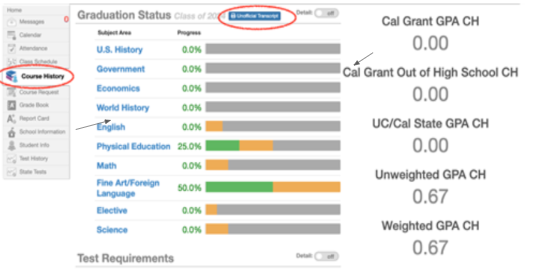 Home
Messages 0
Calendar
Attendance
Class Schedule
Course History
Course Request
Grade Book
Report Card
School Information
Student Info
Test History
State Tests
Graduation Status
Unofficial Transcript
Detail: off
Subject Area Progress
U.S. History 0.0%
Government 0.0%
Economics 0.0%
World History 0.0%
English 0.0%
Physical Education 25.0%
Math 0.0%
Fine Art/Foreign
Language 50.0%
Elective 0.0%
Science 0.0%
Test Requirements
Detail: off
Cal Grant GPA CH
0.00
Cal Grant Out of High School CH
0.00
UC/Cal State GPA CH
0.00
Unweighted GPA CH
0.67
Weighted GPA CH
0.67